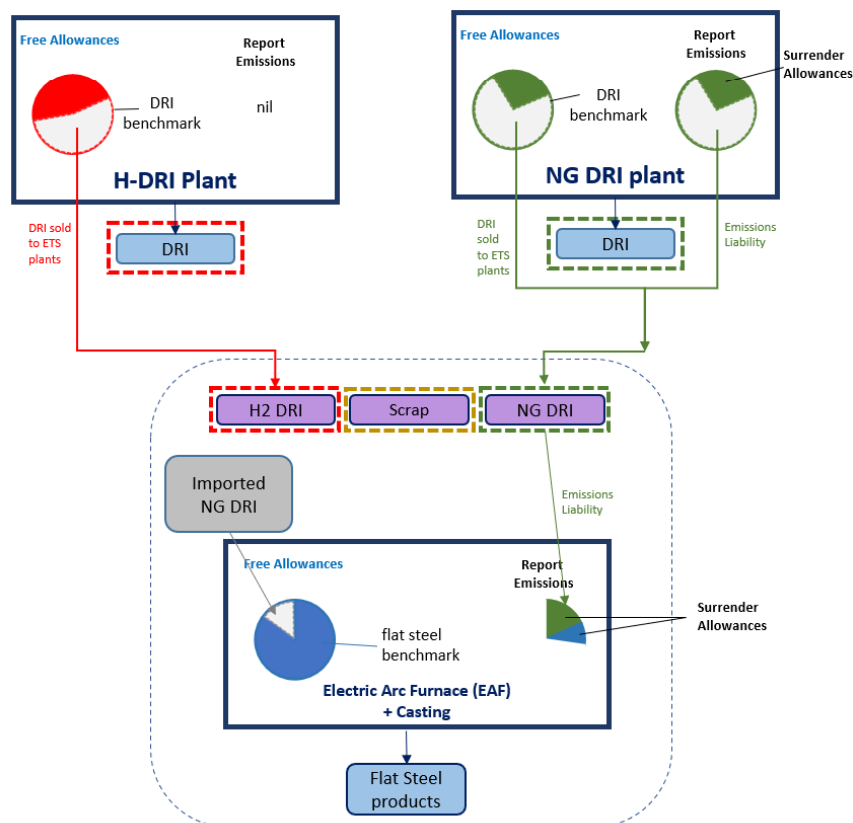 Free Allowances
Report
Emissions
DRI
benchmark
nil
H-DRI Plant
Free Allowances
Report
Emissions
Surrender
Allowances
DRI
benchmark
NG DRI plant
DRI sold
to ETS
plants
DRI
DRI
sold
to ETS
plants
DRI
Emissions
Liability
H2 DRI
Scrap
NG DRI
Imported
NG DRI
Emissions
Liability
Free Allowances
Report
Emissions
flat steel
benchmark
Surrender
Allowances
Electric Arc Furnace (EAF)
+ Casting
Flat Steel
products